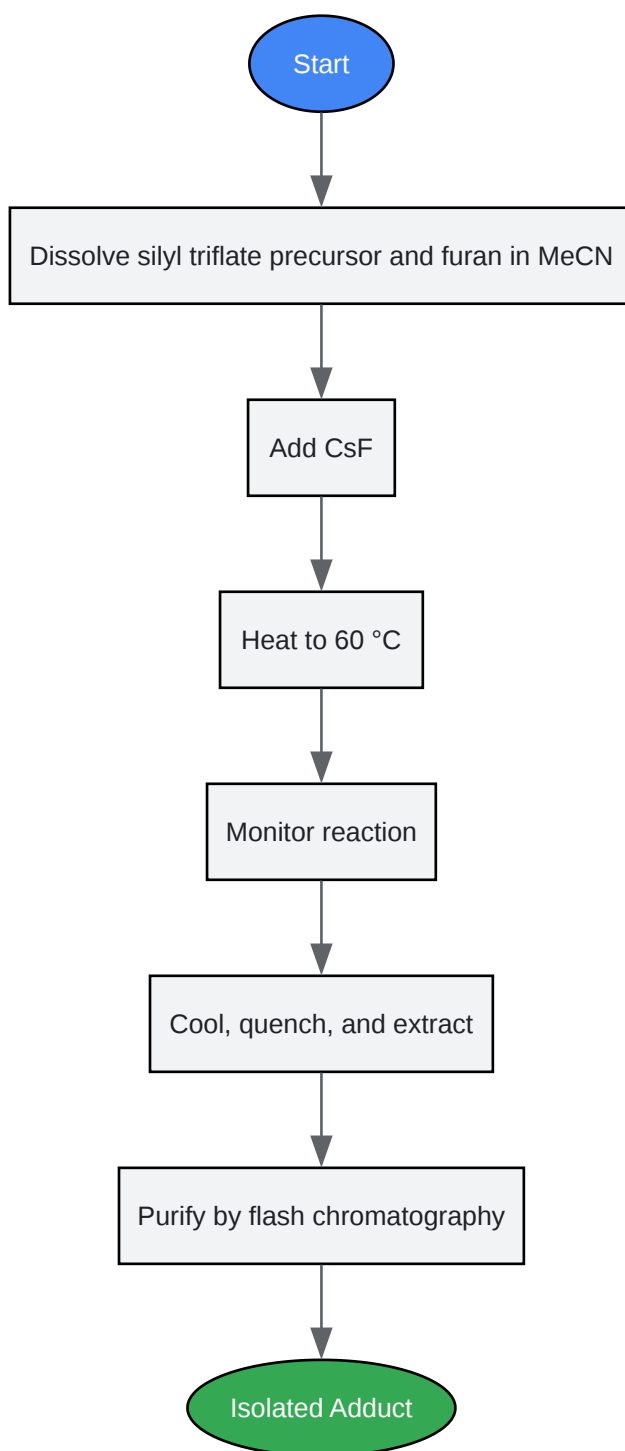 Start
Dissolve silyl triflate precursor and furan in MeCN
Add CsF
Heat to 60 °C
Monitor reaction
Cool, quench, and extract
Purify by flash chromatography
Isolated Adduct